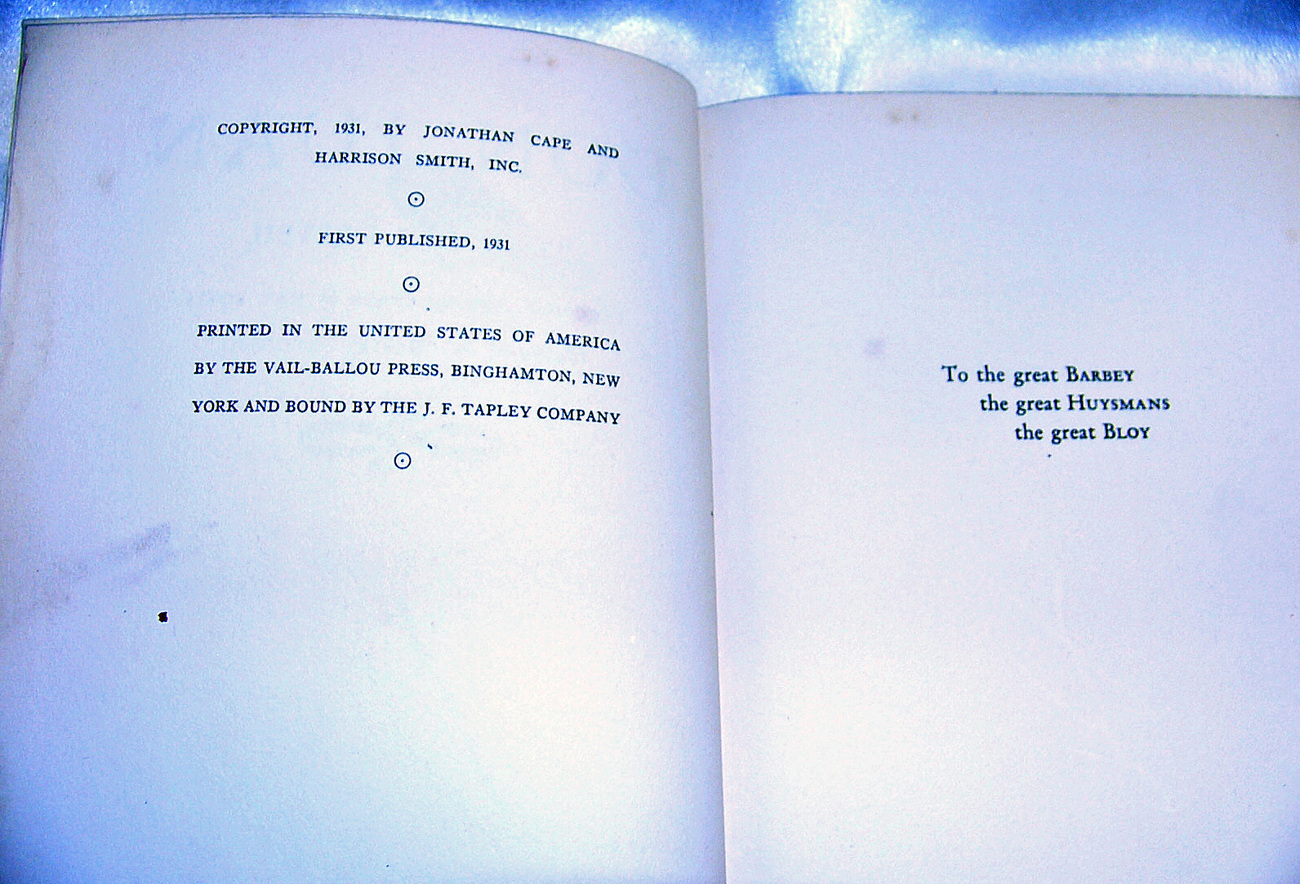 COPYRIGHT, 1931, BY JONATHAN CAPE AND
HARRISON SMITH, INC.
FIRST PUBLISHED, 1931
PRINTED IN THE UNITED STATES OF AMERICA
BY THE VAIL-BALLOU PRESS, BINGHAMTON, NEW
YORK AND BOUND BY THE J. F. TAPLEY COMPANY
To the great BARBEY
the great HUYSMANS
the great BLOY